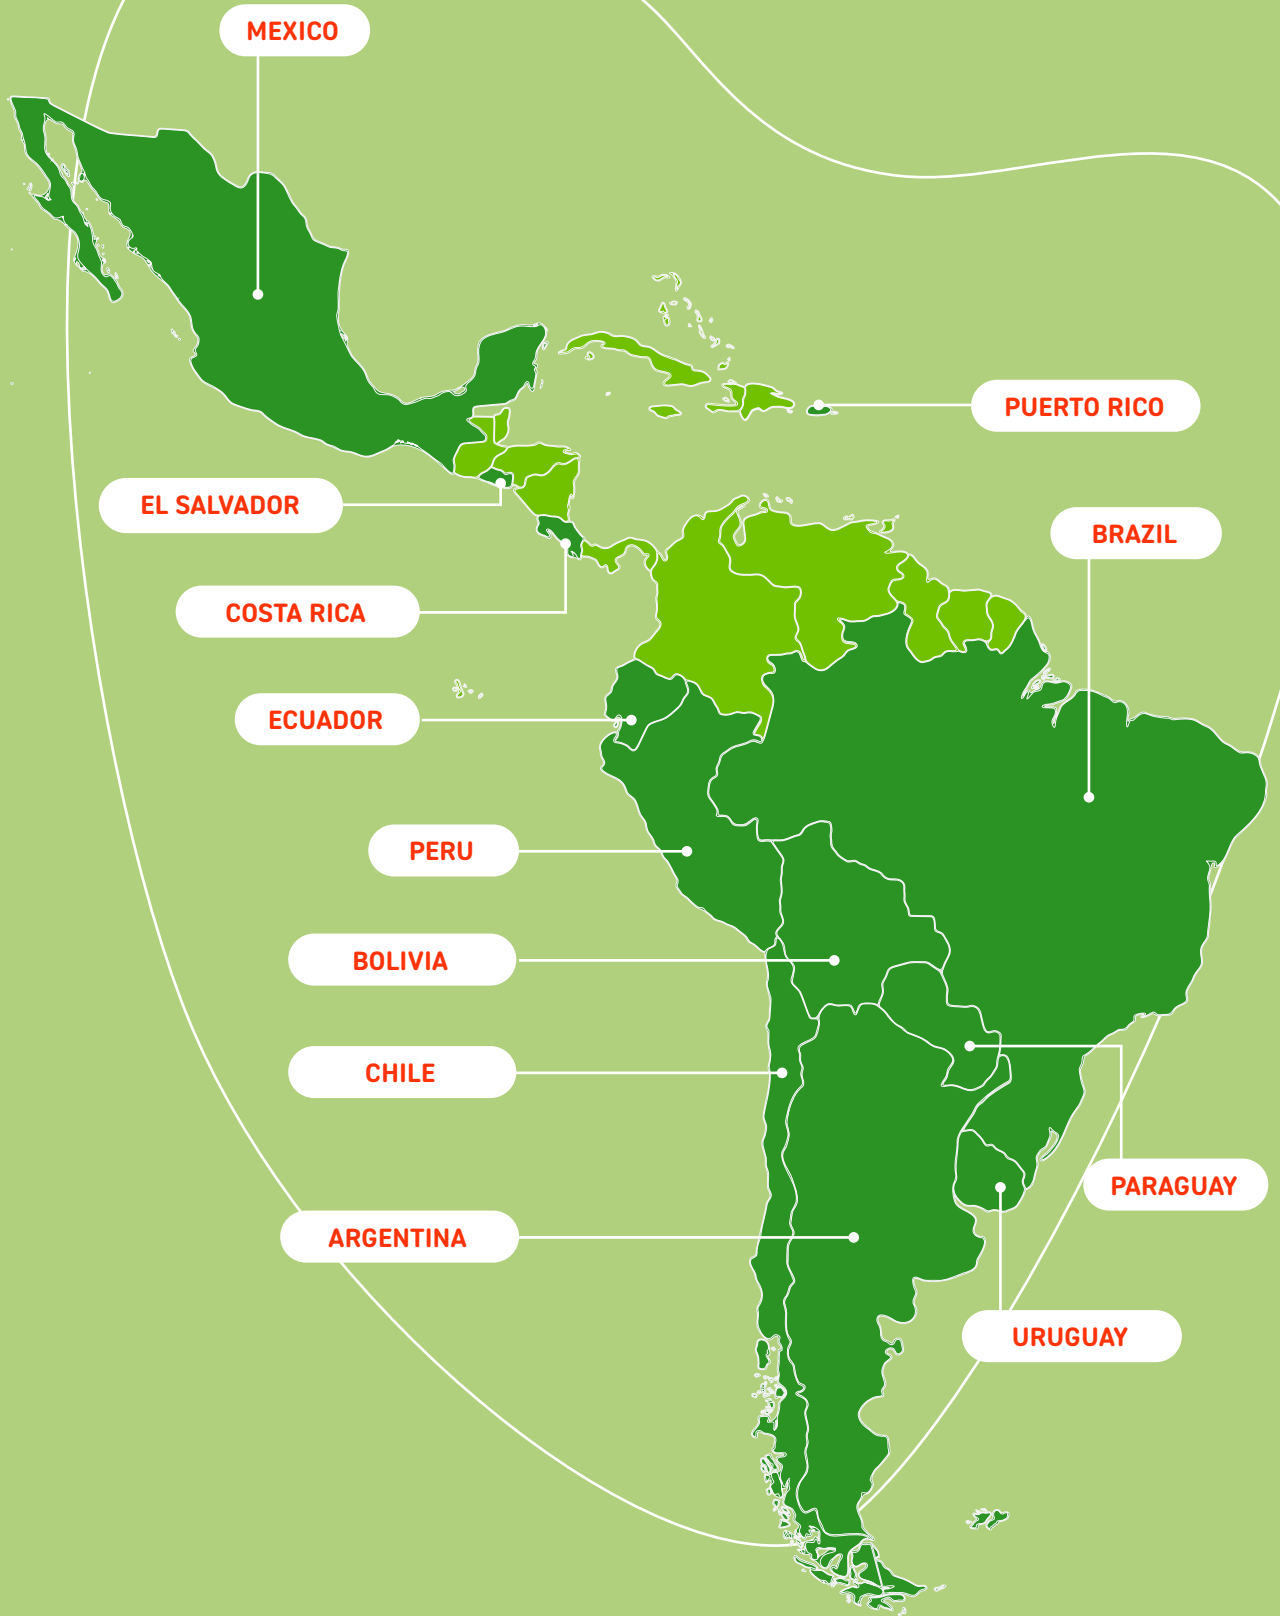 MEXICO
PUERTO RICO
EL SALVADOR
BRAZIL
COSTA RICA
ECUADOR
PERU
BOLIVIA
CHILE
PARAGUAY
ARGENTINA
URUGUAY